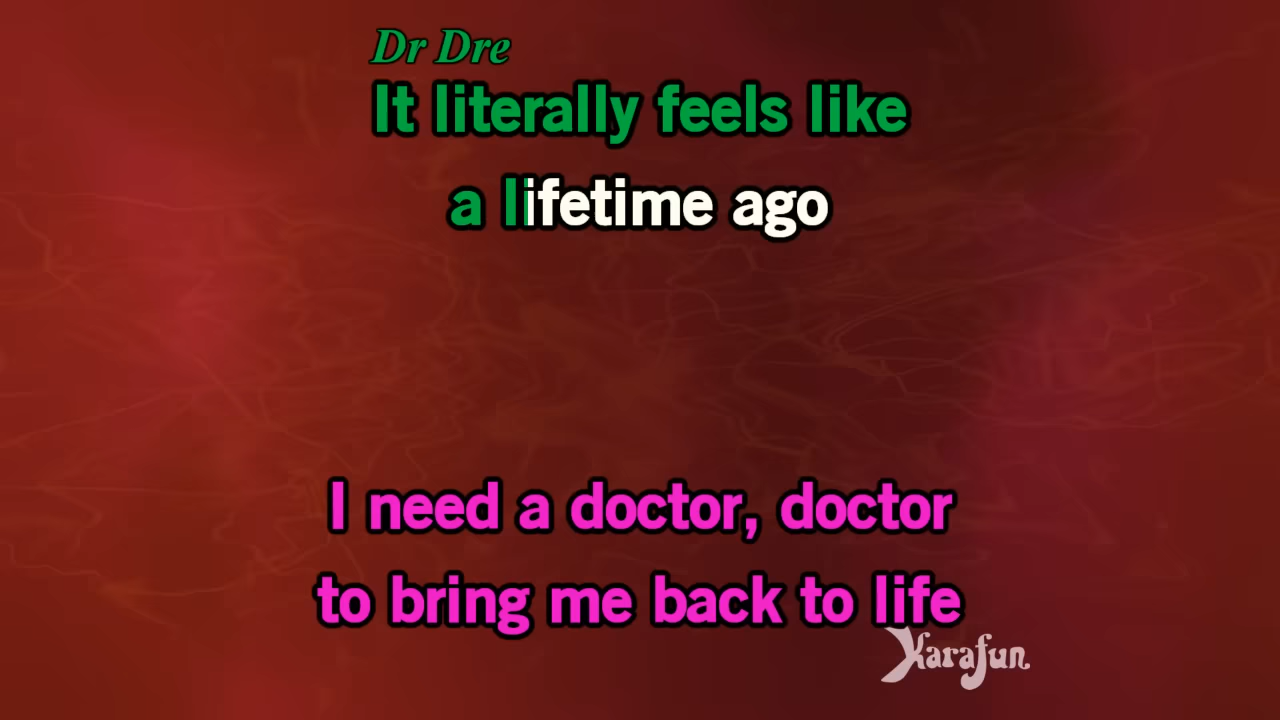 Dr Dre
It literally feels like
a lifetime ago
I need a doctor, doctor
to bring me back to life
Karafun